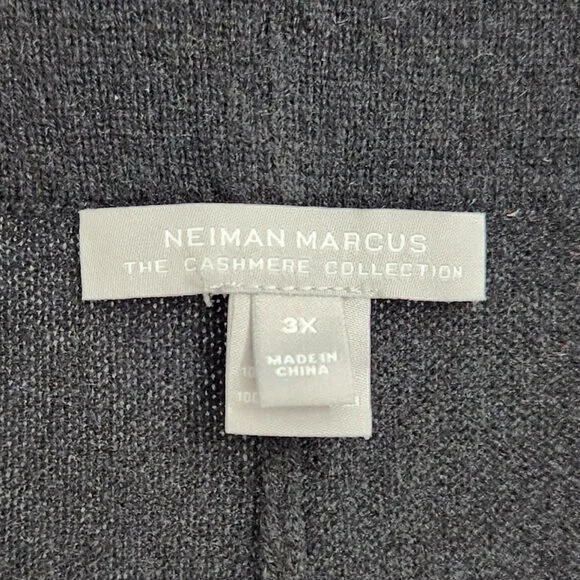 NEIMAN MARCUS
THE CASHMERE COLLECTION
3X
MADE IN
CHINA